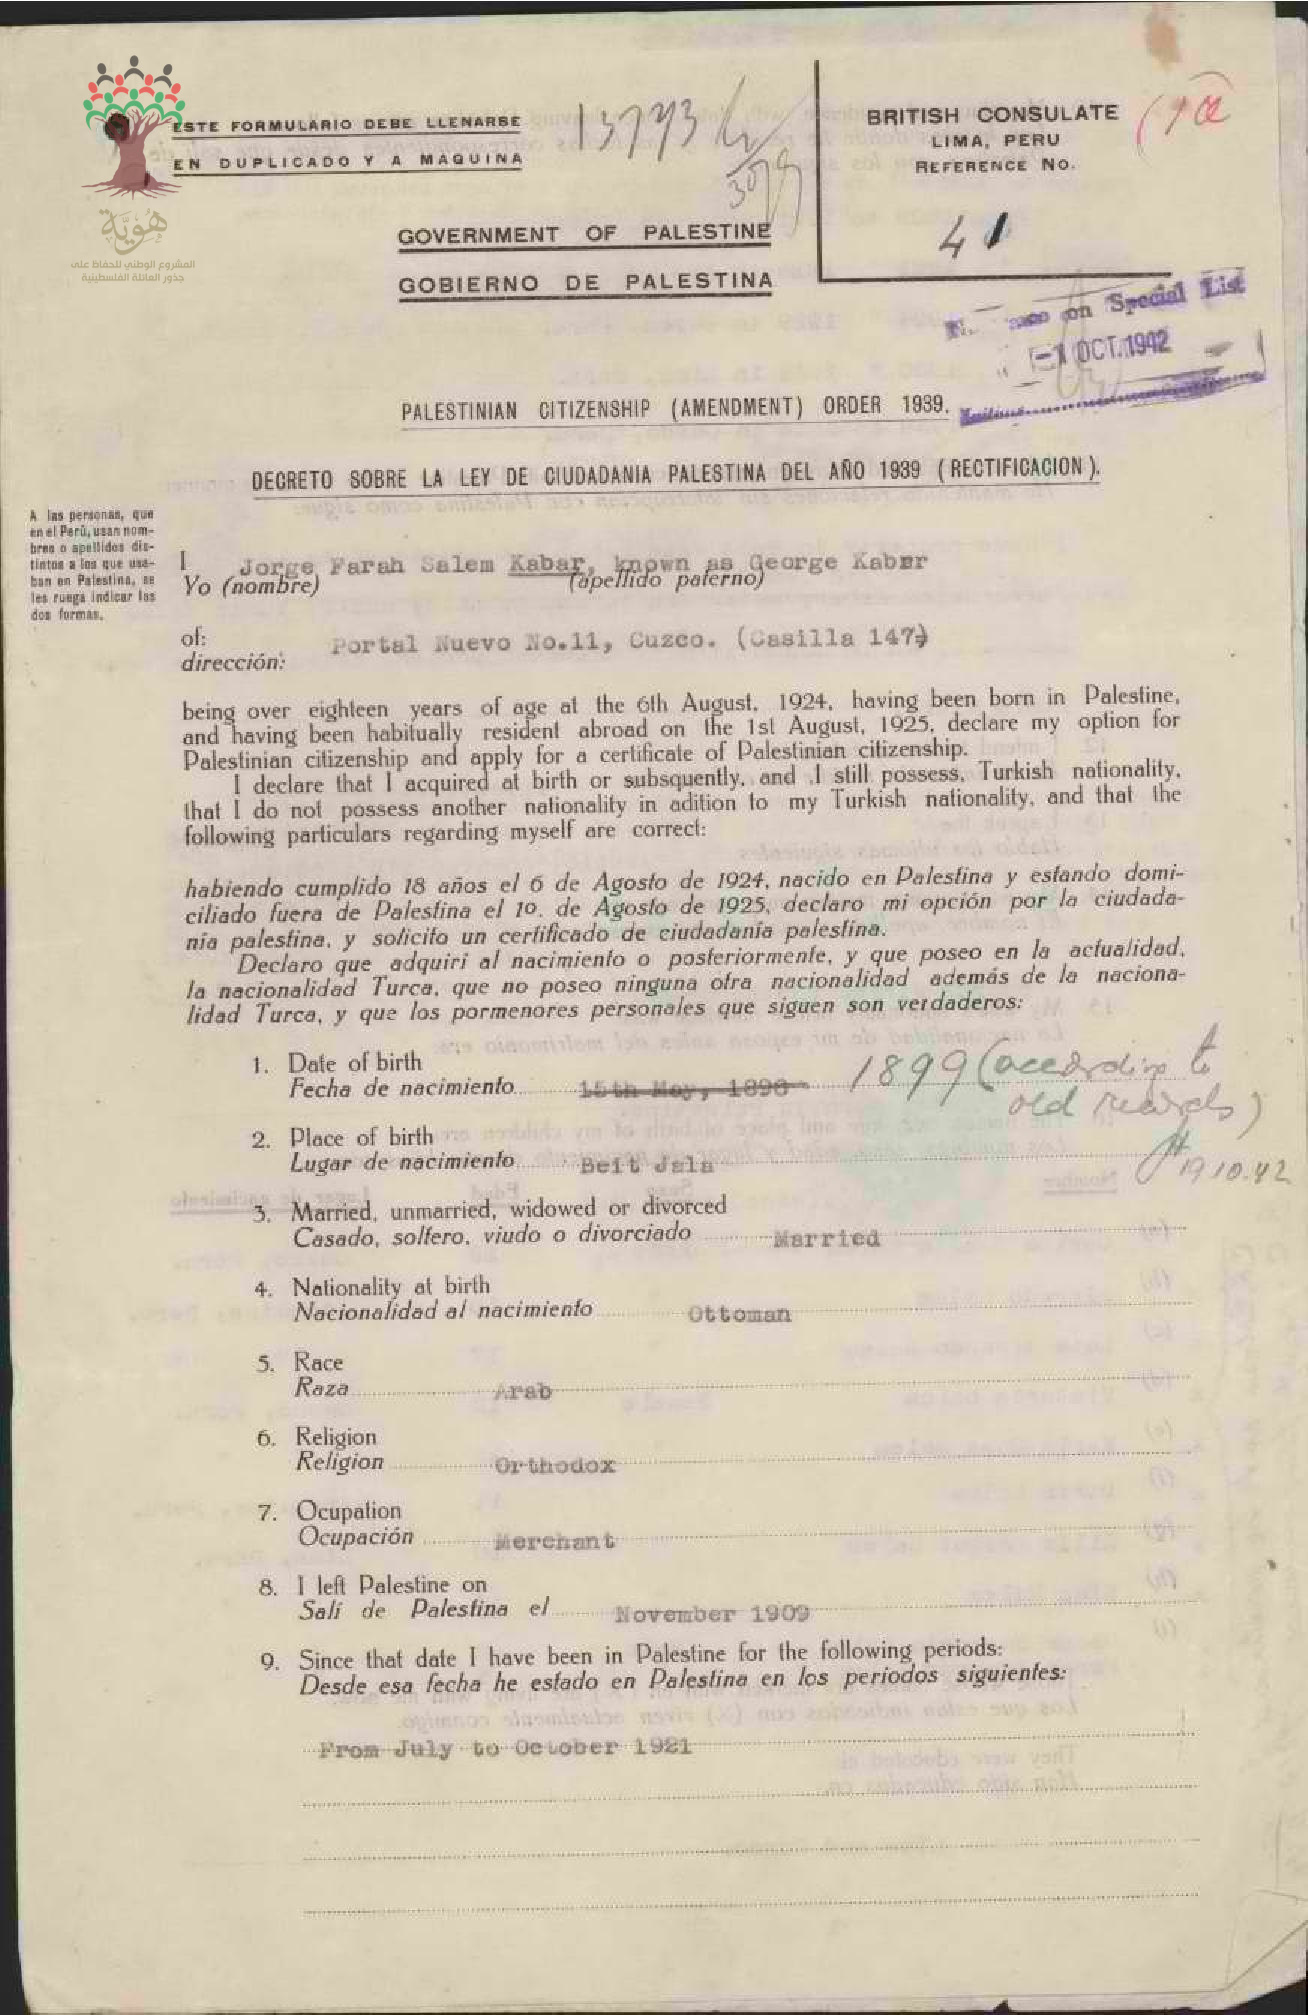 هُوِيَّة
المشروع الوطني للحفاظ على
جذور العائلة الفلسطينية
ESTE FORMULARIO DEBE LLENARSE
EN DUPLICADO Y A MAQUINA
BRITISH CONSULATE
LIMA, PERU
REFERENCE No.
41
GOVERNMENT OF PALESTINE
GOBIERNO DE PALESTINA
on Special List
-1 OCT. 1942
PALESTINIAN CITIZENSHIP (AMENDMENT) ORDER 1939.
DECRETO SOBRE LA LEY DE CIUDADANIA PALESTINA DEL AÑO 1939 (RECTIFICACION).
A las personas, que
en el Perú, usan nom-
bres o apellidos dis-
tintos a los que usa-
ban en Palestina, se
les ruega indicar las
dos formas.
I Jorge Farah Salem Kabar, known as George Kaber
Yo (nombre) (apellido paterno)
of: Portal Nuevo No.11, Cuzco. (Casilla 147)
dirección:
being over eighteen years of age at the 6th August, 1924, having been born in Palestine,
and having been habitually resident abroad on the 1st August, 1925, declare my option for
Palestinian citizenship and apply for a certificate of Palestinian citizenship.
I declare that I acquired at birth or subsquently, and I still possess, Turkish nationality,
that I do not possess another nationality in adition to my Turkish nationality, and that the
following particulars regarding myself are correct:
habiendo cumplido 18 años el 6 de Agosto de 1924, nacido en Palestina y estando domi-
ciliado fuera de Palestina el 1o. de Agosto de 1925, declaro mi opción por la ciudada-
nía palestina, y solicito un certificado de ciudadanía palestina.
Declaro que adquirí al nacimiento o posteriormente, y que poseo en la actualidad,
la nacionalidad Turca, que no poseo ninguna otra nacionalidad además de la naciona-
lidad Turca, y que los pormenores personales que siguen son verdaderos:
1. Date of birth
Fecha de nacimiento 15th May, 1898 1899 (according to
old records)
2. Place of birth
Lugar de nacimiento Beit Jala
19.10.42
3. Married, unmarried, widowed or divorced
Casado, soltero, viudo o divorciado Married
4. Nationality at birth
Nacionalidad al nacimiento Ottoman
5. Race
Raza Arab
6. Religion
Religion Orthodox
7. Ocupation
Ocupación Merchant
8. I left Palestine on
Salí de Palestina el November 1909
9. Since that date I have been in Palestine for the following periods:
Desde esa fecha he estado en Palestina en los periodos siguientes:
From July to October 1921